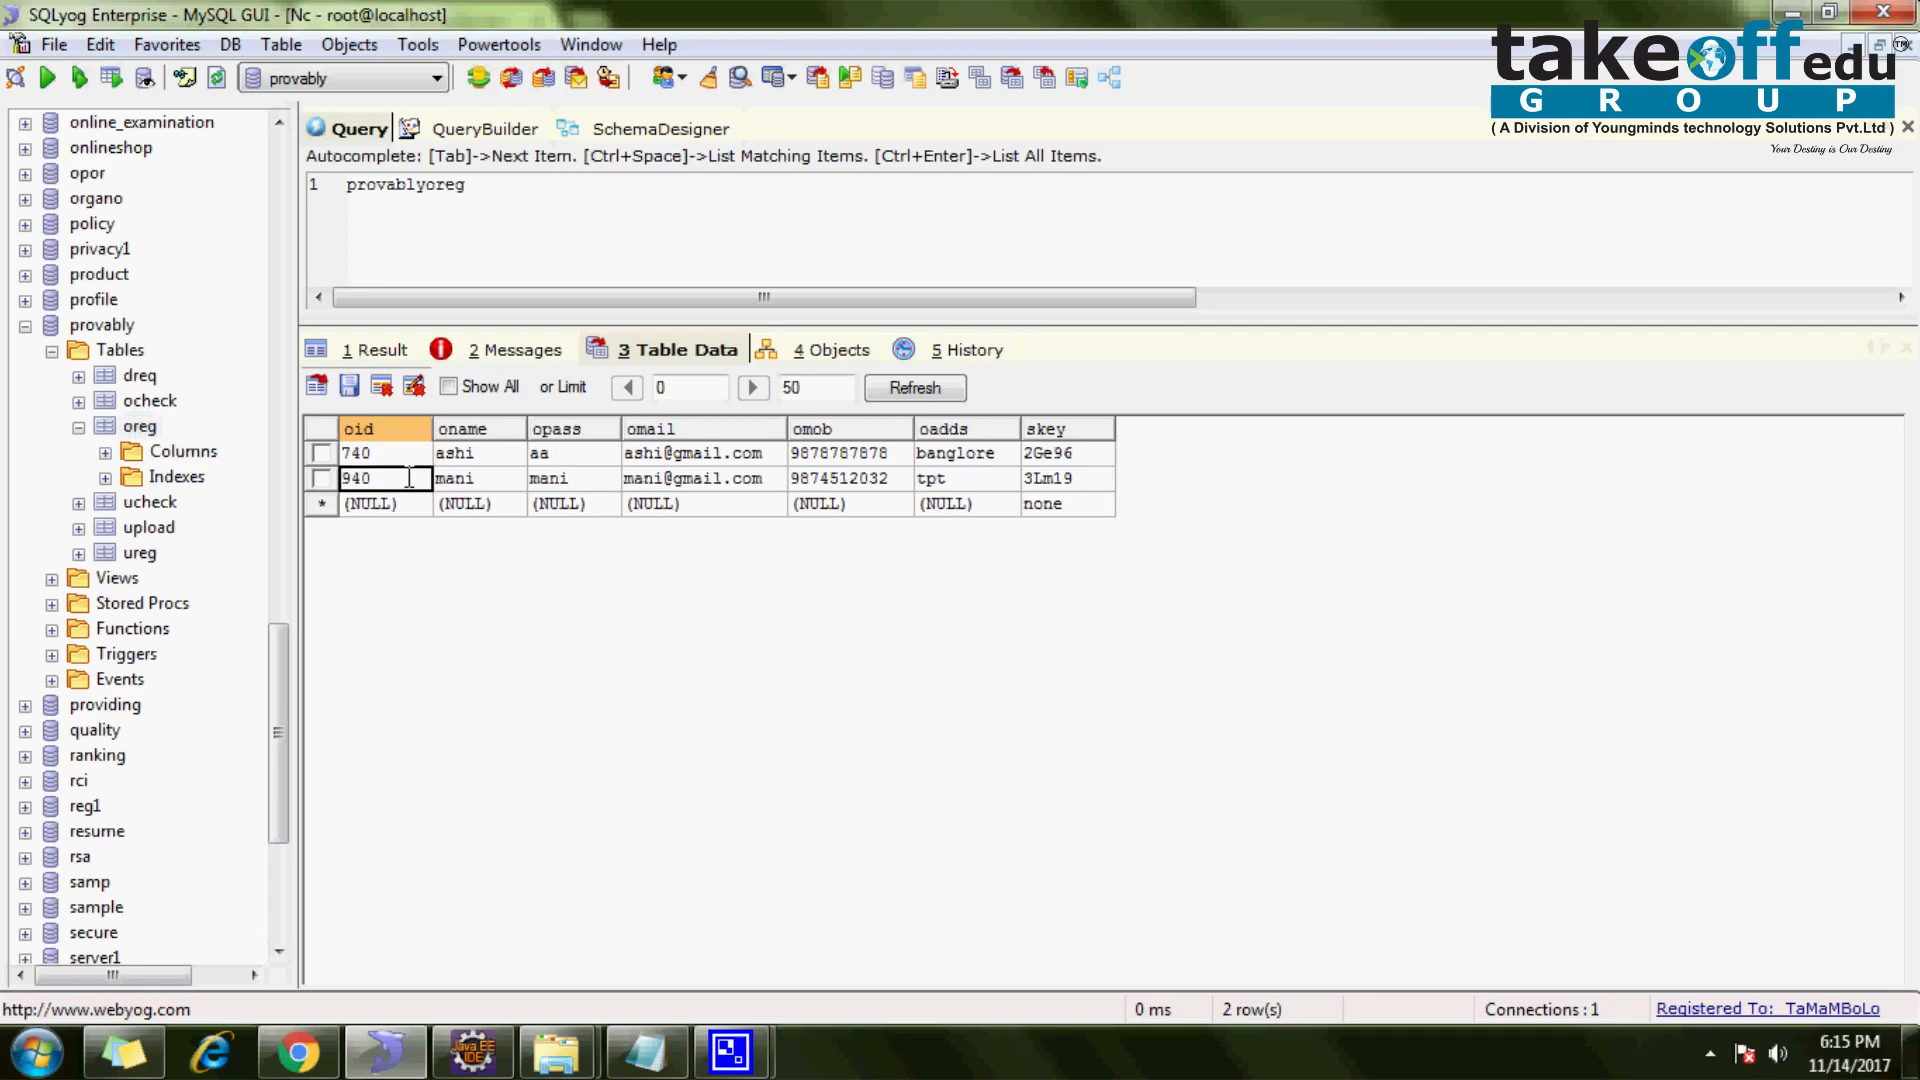 SQLyog Enterprise - MySQL GUI - [Nc - root@localhost]
File Edit Favorites DB Table Objects Tools Powertools Window Help
takeoff edu
TM
GROUP
( A Division of Youngminds technology Solutions Pvt.Ltd )
Your Destiny is Our Destiny
provably
online_examination
onlineshop
opor
organo
policy
privacy1
product
profile
provably
Tables
dreq
ocheck
oreg
Columns
Indexes
ucheck
upload
ureg
Views
Stored Procs
Functions
Triggers
Events
providing
quality
ranking
rci
reg1
resume
rsa
samp
sample
secure
server1
Query QueryBuilder SchemaDesigner
Autocomplete: [Tab]->Next Item. [Ctrl+Space]->List Matching Items. [Ctrl+Enter]->List All Items.
1 provablyoreg
1 Result 2 Messages 3 Table Data 4 Objects 5 History
Show All or Limit 0 50 Refresh
oid oname opass omail omob oadds skey
740 ashi aa ashi@gmail.com 9878787878 banglore 2Ge96
940 mani mani mani@gmail.com 9874512032 tpt 3Lm19
* (NULL) (NULL) (NULL) (NULL) (NULL) (NULL) none
http://www.webyog.com 0 ms 2 row(s) Connections : 1 Registered To: TaMaMBoLo
Java EE
IDE
6:15 PM
11/14/2017